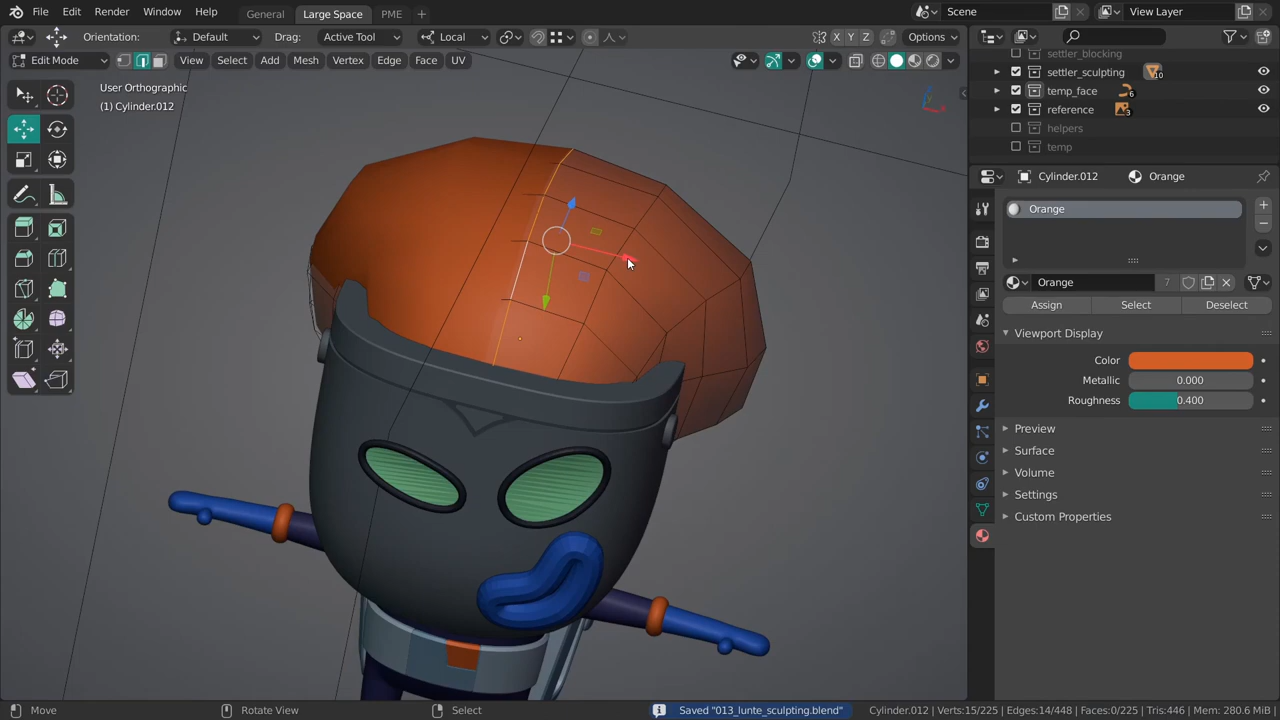 File Edit Render Window Help General Large Space PME + Scene View Layer
Orientation: Default Drag: Active Tool Local X Y Z Options
Edit Mode View Select Add Mesh Vertex Edge Face UV
User Orthographic
(1) Cylinder.012
settler_blocking
settler_sculpting 10
temp_face 6
reference 3
helpers
temp
Cylinder.012 Orange
Orange
Orange 7
Assign Select Deselect
Viewport Display
Color
Metallic 0.000
Roughness 0.400
Preview
Surface
Volume
Settings
Custom Properties
Move Rotate View Select Saved "013_lunte_sculpting.blend" Cylinder.012 | Verts:15/225 | Edges:14/448 | Faces:0/225 | Tris:446 | Mem: 280.6 MiB |